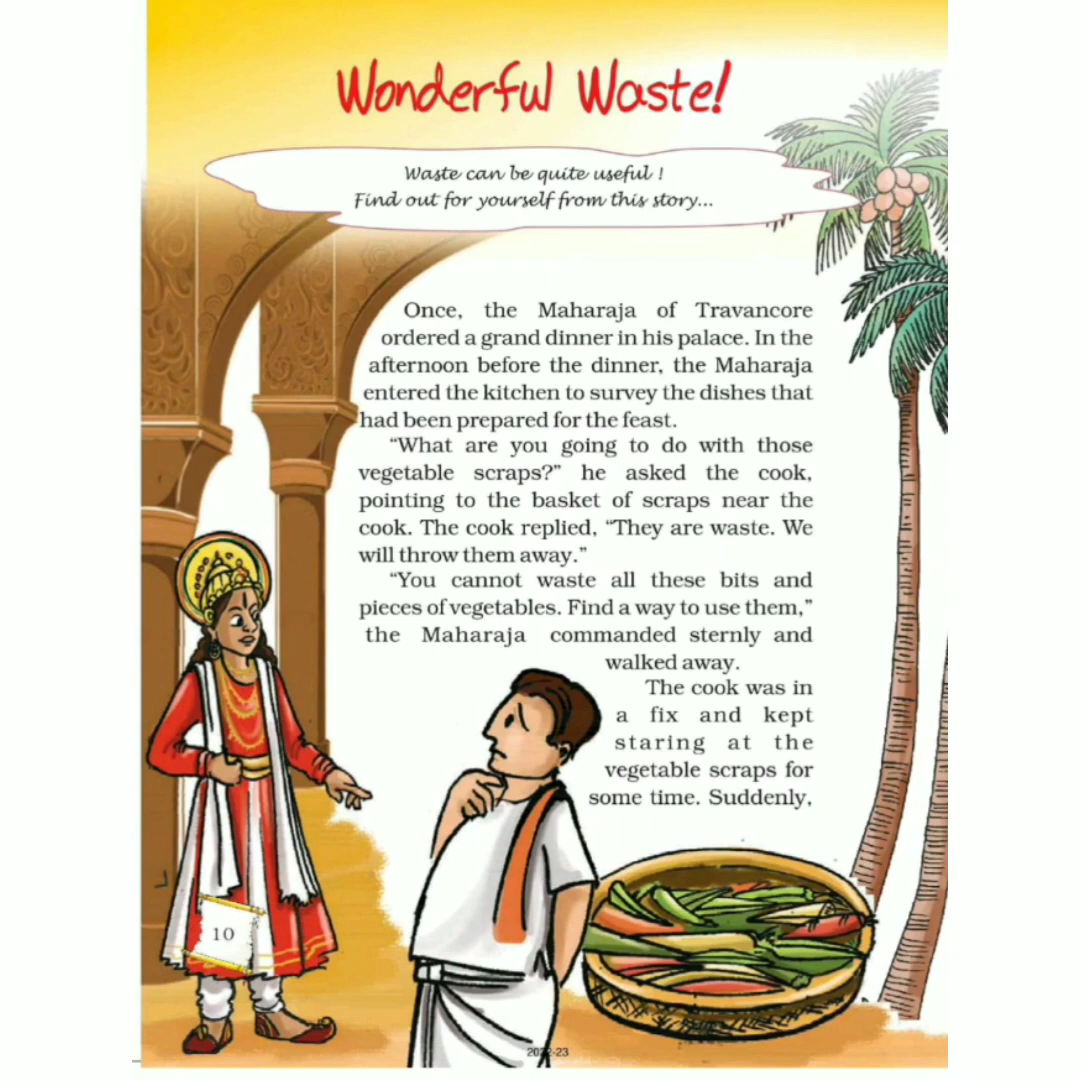 Wonderful Waste!
Waste can be quite useful !
Find out for yourself from this story...
Once, the Maharaja of Travancore
ordered a grand dinner in his palace. In the
afternoon before the dinner, the Maharaja
entered the kitchen to survey the dishes that
had been prepared for the feast.
“What are you going to do with those
vegetable scraps?” he asked the cook,
pointing to the basket of scraps near the
cook. The cook replied, “They are waste. We
will throw them away.”
“You cannot waste all these bits and
pieces of vegetables. Find a way to use them,”
the Maharaja commanded sternly and
walked away.
The cook was in
a fix and kept
staring at the
vegetable scraps for
some time. Suddenly,
10
2022-23